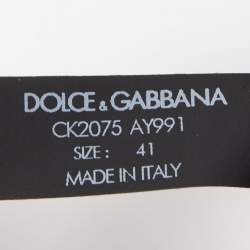 DOLCE & GABBANA
CK2075 AY991
SIZE: 41
MADE IN ITALY